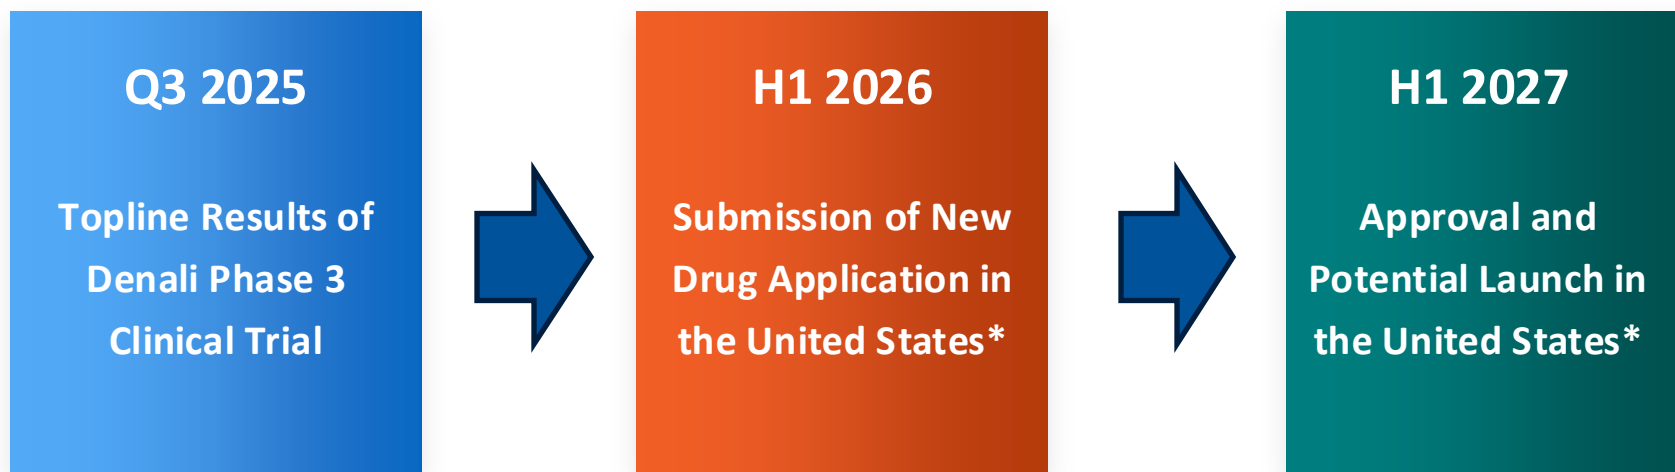 Q3 2025
Topline Results of
Denali Phase 3
Clinical Trial
H1 2026
Submission of New
Drug Application in
the United States*
H1 2027
Approval and
Potential Launch in
the United States*